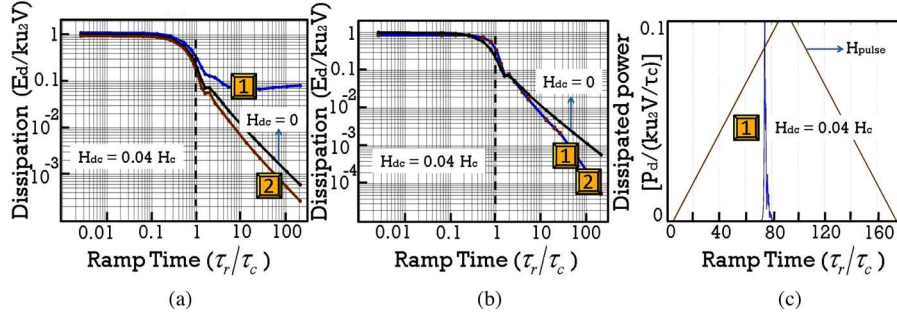 Dissipation (Ed/ku2V)
1
0.1
10-2
10-3
1
Hdc = 0
Hdc = 0.04 Hc
2
0.01 0.1 1 10 100
Ramp Time (τr/τc)
(a)
Dissipation (Ed/ku2V)
1
0.1
10-2
10-3
10-4
Hdc = 0
Hdc = 0.04 Hc
1
2
0.01 0.1 1 10 100
Ramp Time (τr/τc)
(b)
Dissipated power
[Pd/(ku2V/τc)]
0.1
0
Hpulse
1
Hdc = 0.04 Hc
0 40 80 120 160
Ramp Time (τr/τc)
(c)